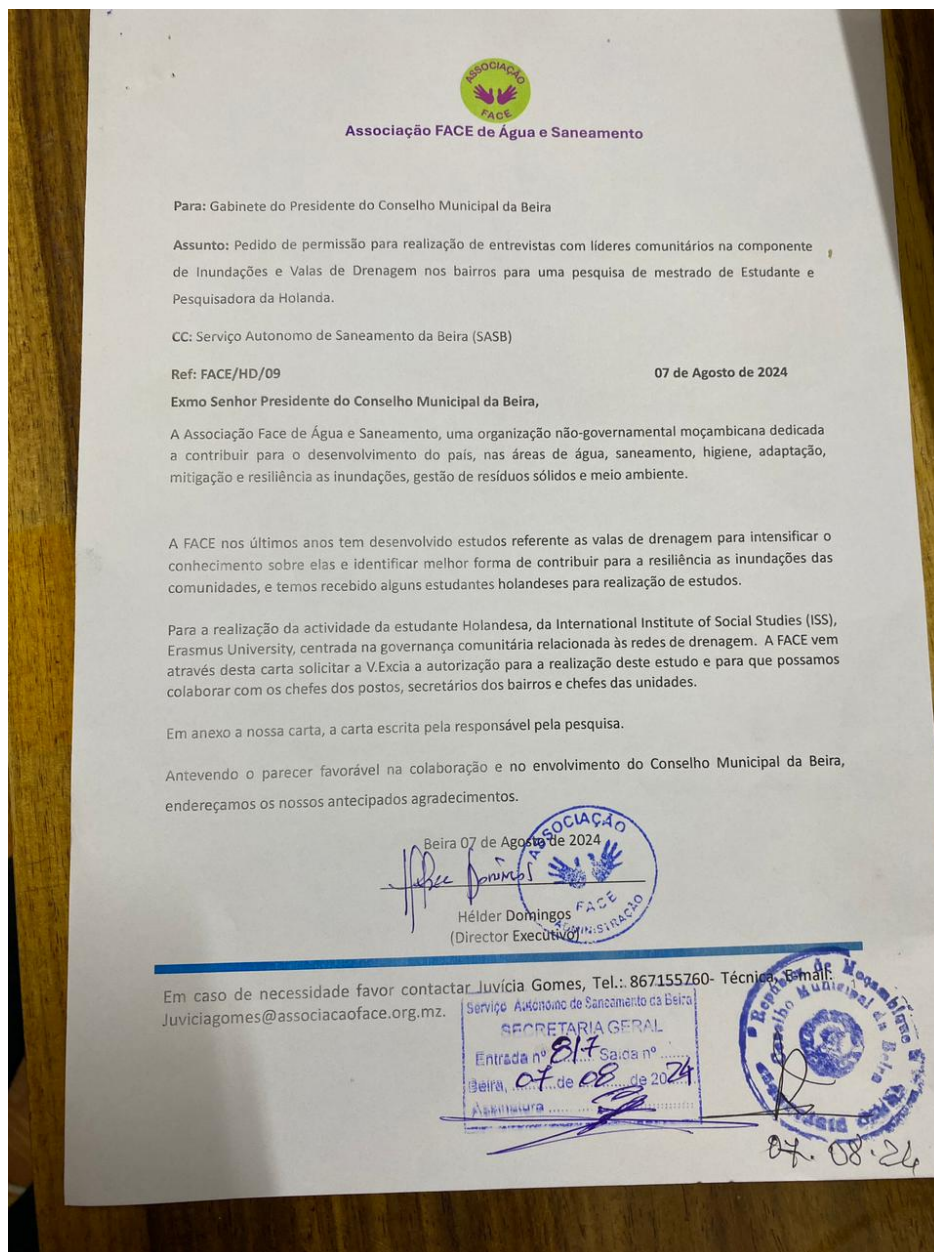 ASSOCIAÇÃO
FACE
Associação FACE de Água e Saneamento
Para: Gabinete do Presidente do Conselho Municipal da Beira
Assunto: Pedido de permissão para realização de entrevistas com líderes comunitários na componente
de Inundações e Valas de Drenagem nos bairros para uma pesquisa de mestrado de Estudante e
Pesquisadora da Holanda.
CC: Serviço Autonomo de Saneamento da Beira (SASB)
Ref: FACE/HD/09 07 de Agosto de 2024
Exmo Senhor Presidente do Conselho Municipal da Beira,
A Associação Face de Água e Saneamento, uma organização não-governamental moçambicana dedicada
a contribuir para o desenvolvimento do país, nas áreas de água, saneamento, higiene, adaptação,
mitigação e resiliência as inundações, gestão de resíduos sólidos e meio ambiente.
A FACE nos últimos anos tem desenvolvido estudos referente as valas de drenagem para intensificar o
conhecimento sobre elas e identificar melhor forma de contribuir para a resiliência as inundações das
comunidades, e temos recebido alguns estudantes holandeses para realização de estudos.
Para a realização da actividade da estudante Holandesa, da International Institute of Social Studies (ISS),
Erasmus University, centrada na governança comunitária relacionada às redes de drenagem. A FACE vem
através desta carta solicitar a V.Excia a autorização para a realização deste estudo e para que possamos
colaborar com os chefes dos postos, secretários dos bairros e chefes das unidades.
Em anexo a nossa carta, a carta escrita pela responsável pela pesquisa.
Antevendo o parecer favorável na colaboração e no envolvimento do Conselho Municipal da Beira,
endereçamos os nossos antecipados agradecimentos.
Beira 07 de Agosto de 2024
ASSOCIAÇÃO
FACE
ADMINISTRAÇÃO
Hélder Domingos
(Director Executivo)
Em caso de necessidade favor contactar Juvícia Gomes, Tel.: 867155760- Técnica, E-mail:
Juviciagomes@associacaoface.org.mz.
Serviço Autónomo de Saneamento da Beira
SECRETARIA GERAL
Entrada nº 817 Saída nº
Beira, 07 de 08 de 2024
Assinatura
República de Moçambique
Conselho Municipal da Beira
07.08.24